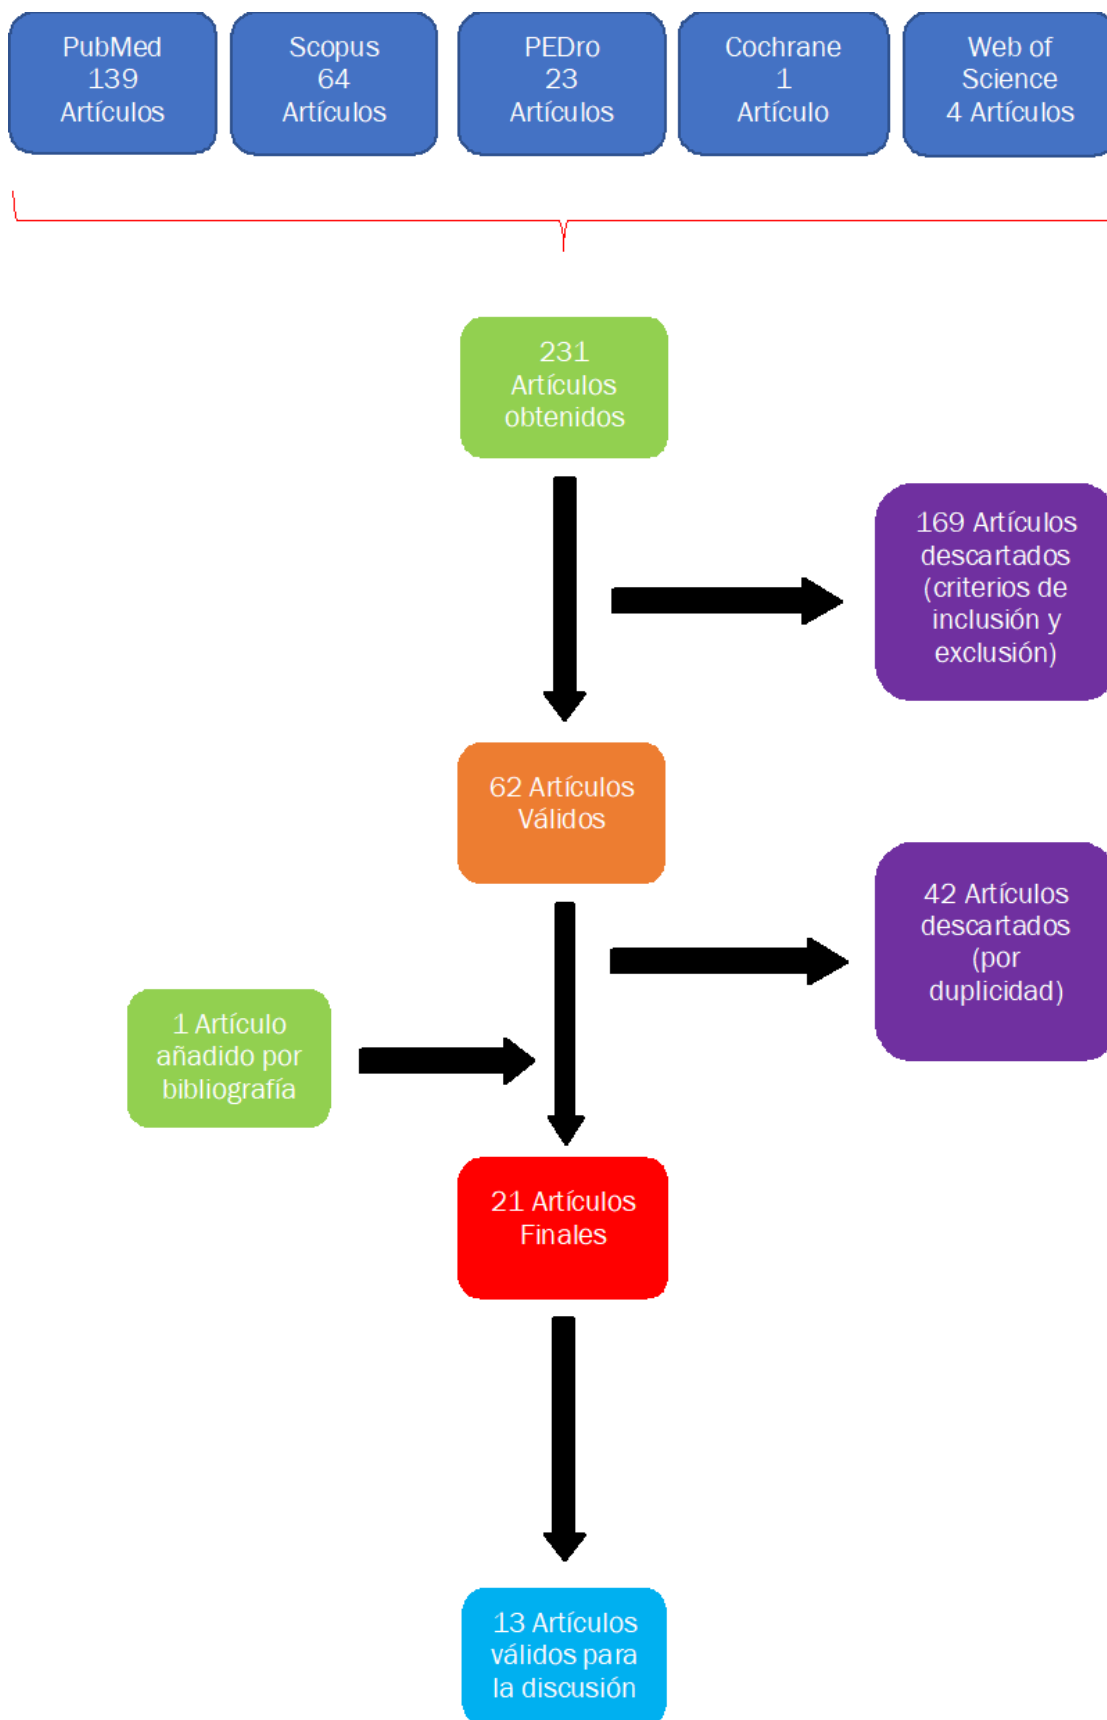 PubMed
139
Artículos
Scopus
64
Artículos
PEDro
23
Artículos
Cochrane
1
Artículo
Web of
Science
4 Artículos
231
Artículos
obtenidos
169 Artículos
descartados
(criterios de
inclusión y
exclusión)
62 Artículos
Válidos
42 Artículos
descartados
(por
duplicidad)
1 Artículo
añadido por
bibliografía
21 Artículos
Finales
13 Artículos
válidos para
la discusión